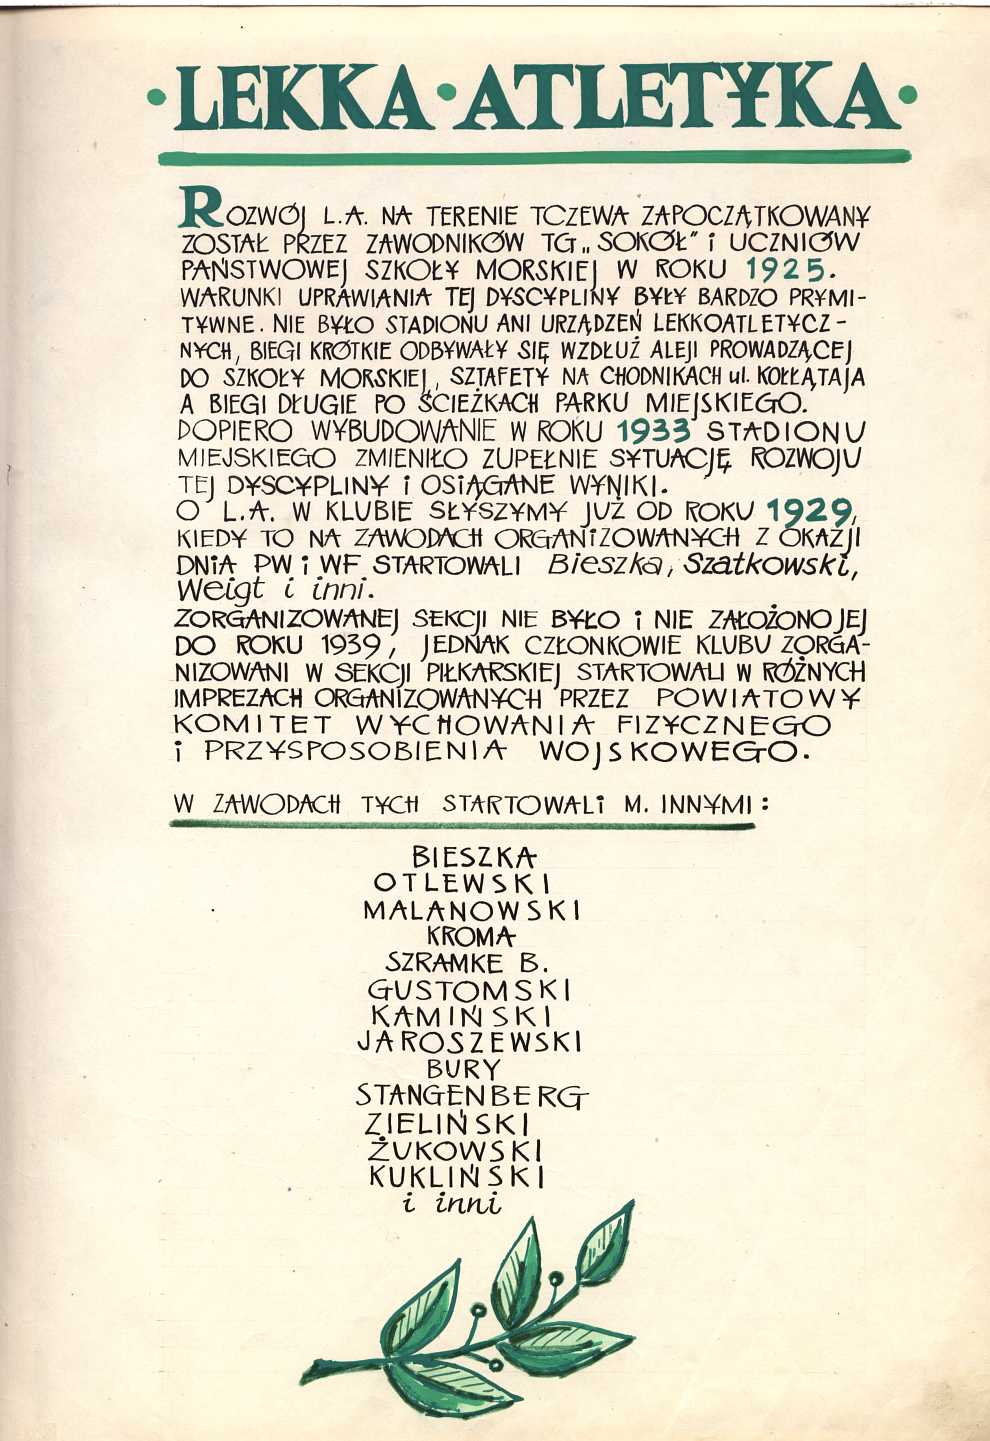 •LEKKA•ATLETYKA•
ROZWÓJ L.A. NA TERENIE TCZEWA ZAPOCZĄTKOWANY
ZOSTAŁ PRZEZ ZAWODNIKÓW TG „SOKÓŁ" i UCZNIÓW
PAŃSTWOWEJ SZKOŁY MORSKIEJ W ROKU 1925.
WARUNKI UPRAWIANIA TEJ DYSCYPLINY BYŁY BARDZO PRYMI-
TYWNE. NIE BYŁO STADIONU ANI URZĄDZEŃ LEKKOATLETYCZ-
NYCH, BIEGI KRÓTKIE ODBYWAŁY SIĘ WZDŁUŻ ALEJI PROWADZĄCEJ
DO SZKOŁY MORSKIEJ, SZTAFETY NA CHODNIKACH ul. KOŁŁĄTAJA
A BIEGI DŁUGIE PO ŚCIEŻKACH PARKU MIEJSKIEGO.
DOPIERO WYBUDOWANIE W ROKU 1933 STADIONU
MIEJSKIEGO ZMIENIŁO ZUPEŁNIE SYTUACJĘ ROZWOJU
TEJ DYSCYPLINY i OSiĄGANE WYNIKI.
O L.A. W KLUBIE SŁYSZYMY JUŻ OD ROKU 1929,
KIEDY TO NA ZAWODACH ORGANiZOWANYCH Z OKAZJI
DNiA PW i WF STARTOWALI Bieszka, Szatkowski,
Weigt i inni.
ZORGANIZOWANEJ SEKCJI NIE BYŁO i NIE ZAŁOŻONO JEJ
DO ROKU 1939, JEDNAK CZŁONKOWIE KLUBU ZORGA-
NIZOWANI W SEKCJI PIŁKARSKIEJ STARTOWALI W RÓŻNYCH
IMPREZACH ORGANIZOWANYCH PRZEZ POWIATOWY
KOMITET WYCHOWANIA FIZYCZNEGO
i PRZYSPOSOBIENIA WOJSKOWEGO.
W ZAWODACH TYCH STARTOWALi M. INNYMI:
BIESZKA
OTLEWSKI
MALANOWSKI
KROMA
SZRAMKE B.
GUSTOMSKI
KAMIŃSKI
JAROSZEWSKI
BURY
STANGENBERG
ZIELIŃSKI
ŻUKOWSKI
KUKLIŃSKI
i inni